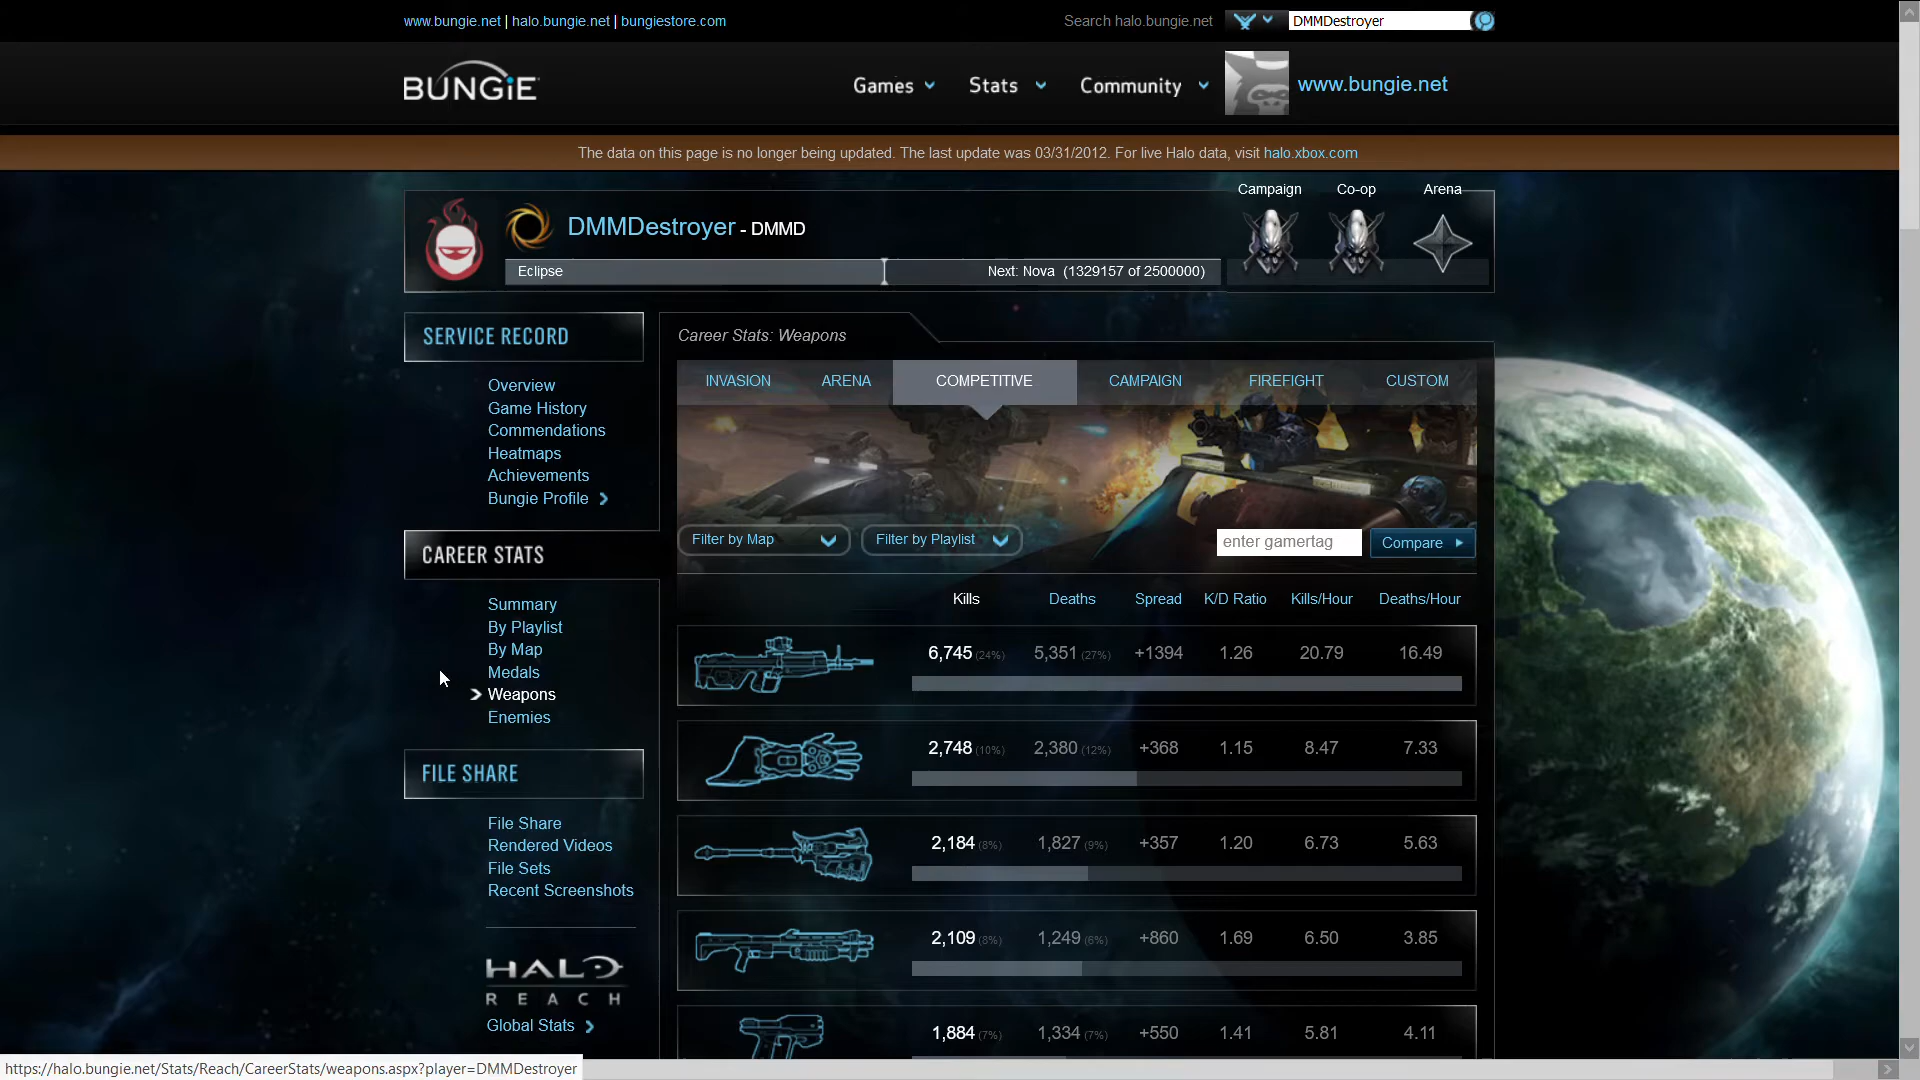 www.bungie.net | halo.bungie.net | bungiestore.com
Search halo.bungie.net
DMMDestroyer
BUNGiE
Games
Stats
Community
www.bungie.net
The data on this page is no longer being updated. The last update was 03/31/2012. For live Halo data, visit halo.xbox.com
DMMDestroyer - DMMD
Eclipse
Next: Nova (1329157 of 2500000)
Campaign Co-op Arena
SERVICE RECORD
Overview
Game History
Commendations
Heatmaps
Achievements
Bungie Profile
CAREER STATS
Summary
By Playlist
By Map
Medals
Weapons
Enemies
FILE SHARE
File Share
Rendered Videos
File Sets
Recent Screenshots
HALO
REACH
Global Stats
Career Stats: Weapons
INVASION ARENA COMPETITIVE CAMPAIGN FIREFIGHT CUSTOM
Filter by Map
Filter by Playlist
enter gamertag
Compare
Kills Deaths Spread K/D Ratio Kills/Hour Deaths/Hour
6,745 (24%) 5,351 (27%) +1394 1.26 20.79 16.49
2,748 (10%) 2,380 (12%) +368 1.15 8.47 7.33
2,184 (8%) 1,827 (9%) +357 1.20 6.73 5.63
2,109 (8%) 1,249 (6%) +860 1.69 6.50 3.85
1,884 (7%) 1,334 (7%) +550 1.41 5.81 4.11
https://halo.bungie.net/Stats/Reach/CareerStats/weapons.aspx?player=DMMDestroyer